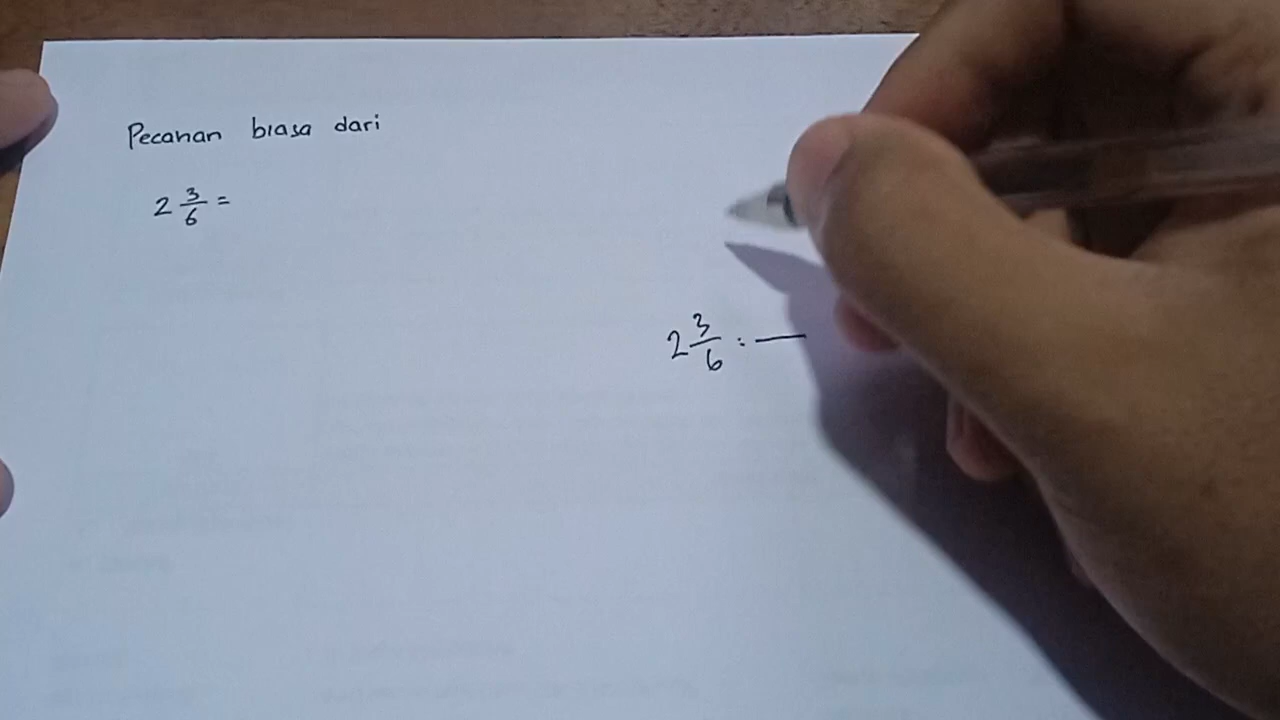 Pecahan biasa dari
2 3/6 =
2 3/6 : —